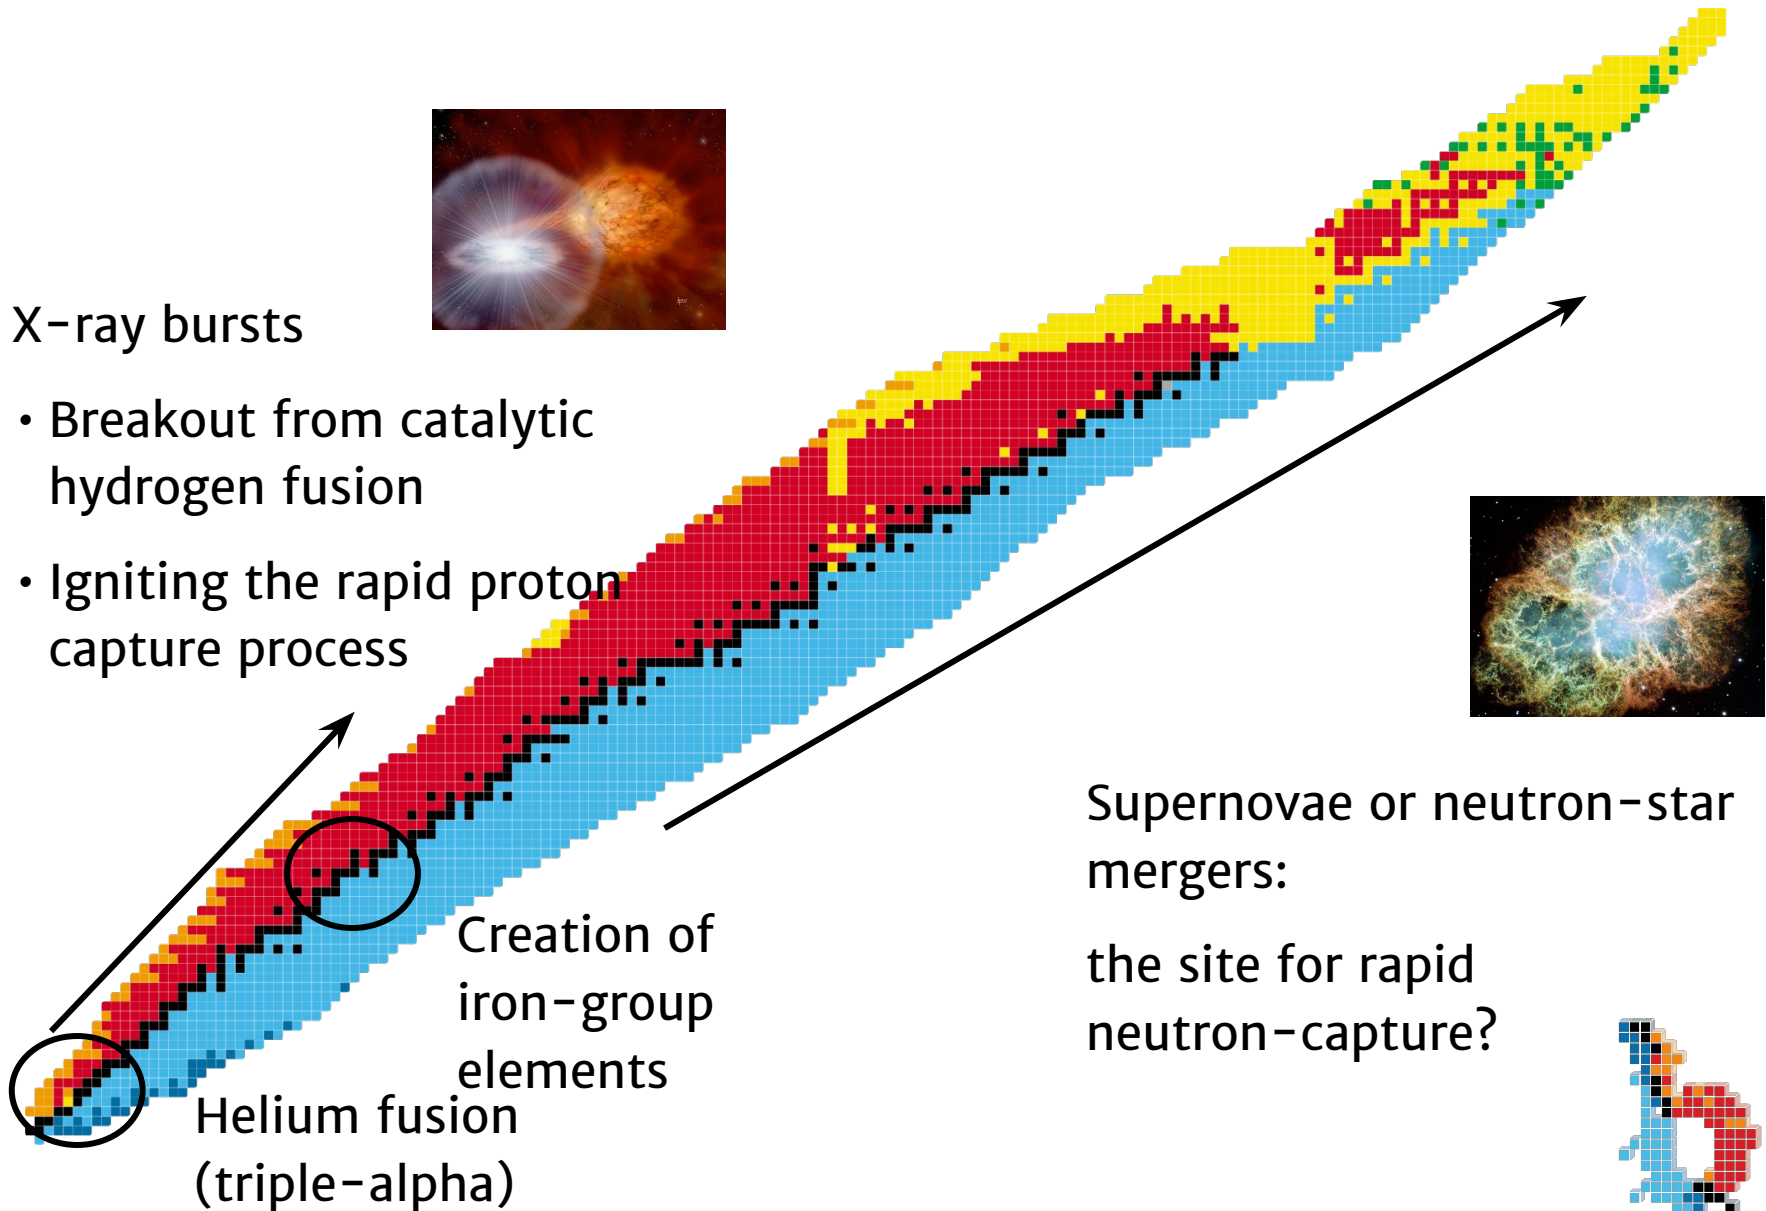 X-ray bursts
• Breakout from catalytic
hydrogen fusion
• Igniting the rapid proton
capture process
Creation of
iron-group
elements
Helium fusion
(triple-alpha)
Supernovae or neutron-star
mergers:
the site for rapid
neutron-capture?